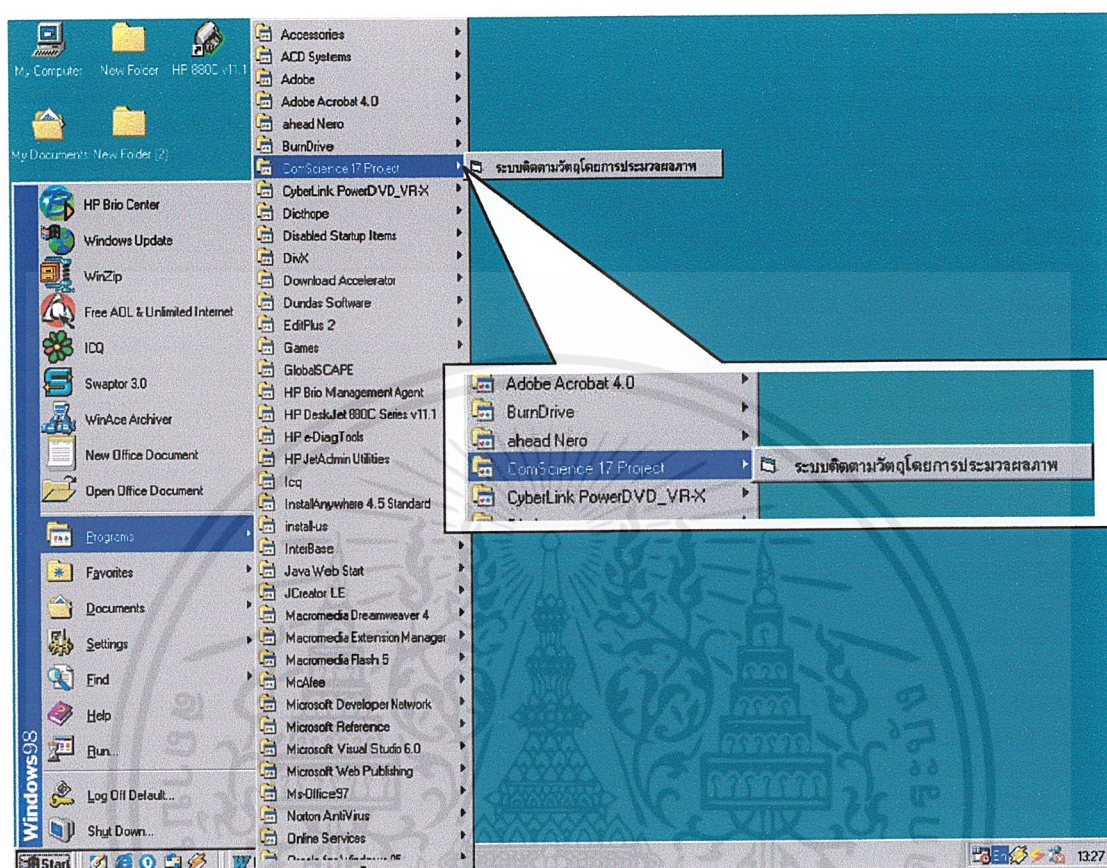 My Computer
New Folder
HP 880C v11.1
My Documents
New Folder (2)
HP Brio Center
Windows Update
WinZip
Free AOL & Unlimited Internet
ICQ
Swaptor 3.0
WinAce Archiver
New Office Document
Open Office Document
Programs
Favorites
Documents
Settings
Find
Help
Run...
Log Off Default...
Shut Down...
Windows98
Start
Accessories
ACD Systems
Adobe
Adobe Acrobat 4.0
ahead Nero
BurnDrive
ComScience 17 Project
CyberLink PowerDVD_VR-X
Dicthope
Disabled Startup Items
DivX
Download Accelerator
Dundas Software
EditPlus 2
Games
GlobalSCAPE
HP Brio Management Agent
HP DeskJet 880C Series v11.1
HP e-DiagTools
HP JetAdmin Utilities
Icq
InstallAnywhere 4.5 Standard
install-us
InterBase
Java Web Start
JCreator LE
Macromedia Dreamweaver 4
Macromedia Extension Manager
Macromedia Flash 5
McAfee
Microsoft Developer Network
Microsoft Reference
Microsoft Visual Studio 6.0
Microsoft Web Publishing
Ms-Office97
Norton AntiVirus
Online Services
ระบบติดตามวัตถุโดยการประมวลผลภาพ
Adobe Acrobat 4.0
BurnDrive
ahead Nero
ComScience 17 Project
CyberLink PowerDVD_VR-X
ระบบติดตามวัตถุโดยการประมวลผลภาพ
En
13:27